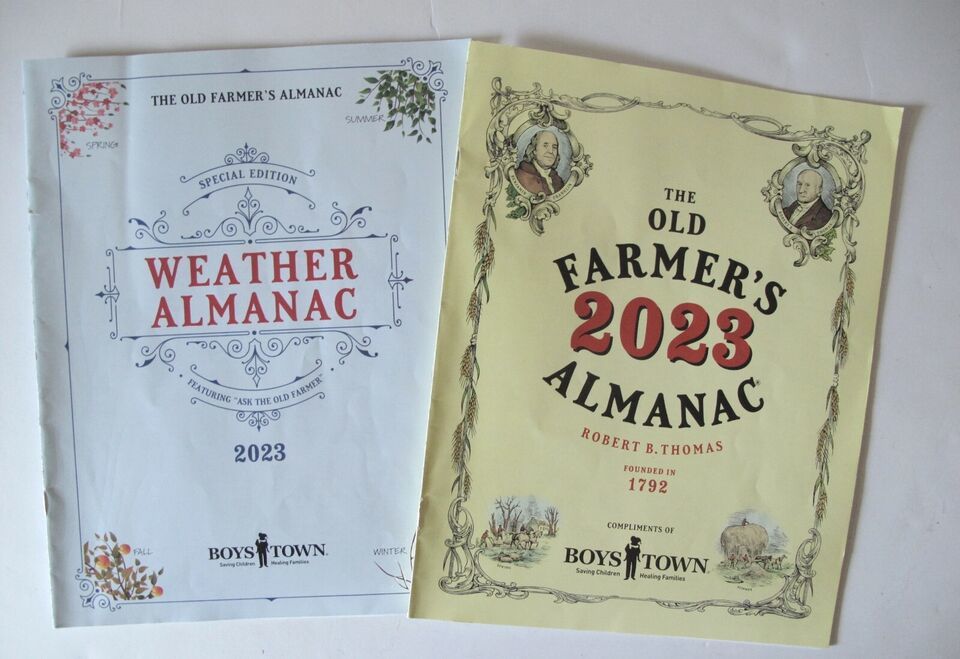 THE OLD FARMER'S ALMANAC
SPRING
SUMMER
SPECIAL EDITION
WEATHER
ALMANAC
FEATURING "ASK THE OLD FARMER"
2023
FALL
WINTER
BOYS TOWN
Saving Children Healing Families
THE
OLD
FARMER'S
2023
ALMANAC
ROBERT B. THOMAS
FOUNDED IN
1792
COMPLIMENTS OF
BOYS TOWN
Saving Children Healing Families